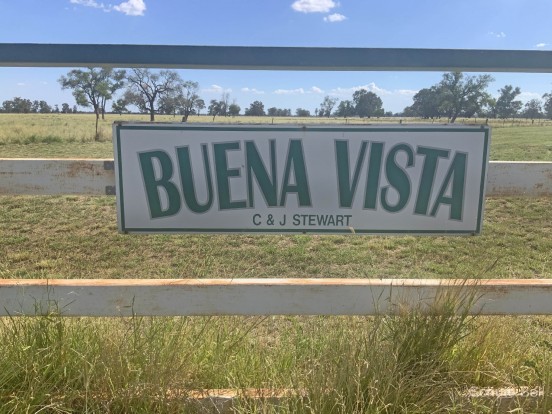 BUENA VISTA
C & J STEWART